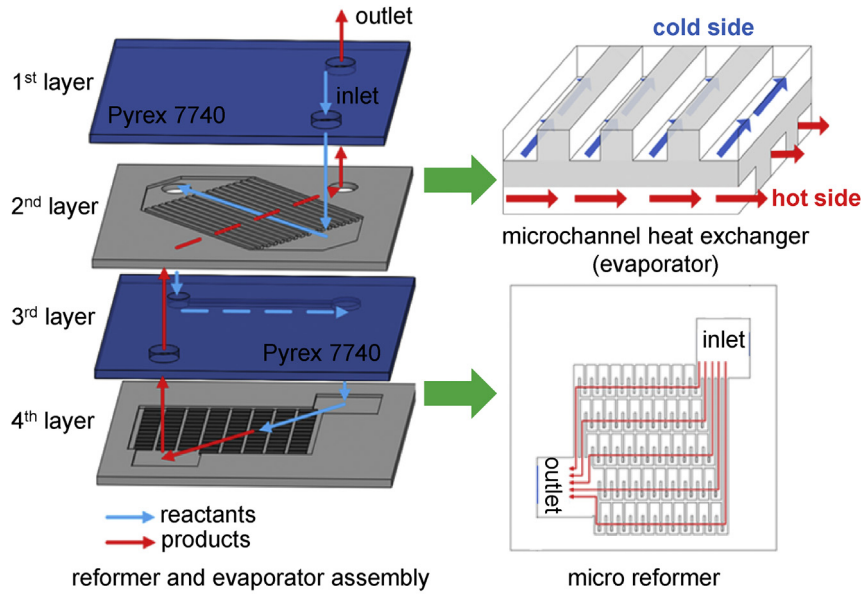 outlet
1st layer
inlet
Pyrex 7740
2nd layer
3rd layer
Pyrex 7740
4th layer
reactants
products
reformer and evaporator assembly
cold side
hot side
microchannel heat exchanger
(evaporator)
inlet
outlet
micro reformer